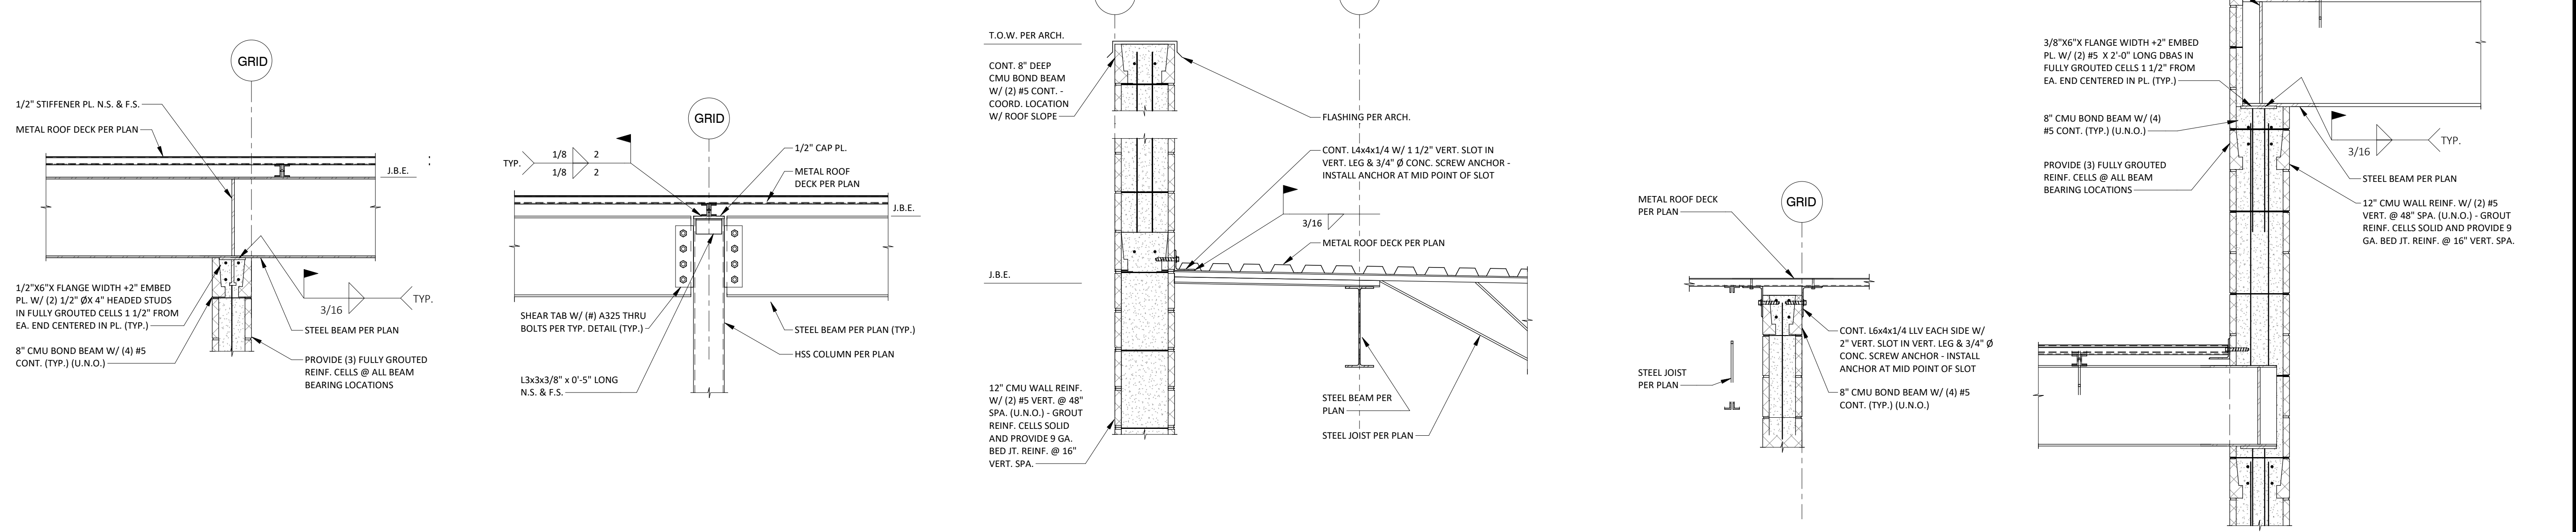 GRID
1/2" STIFFENER PL. N.S. & F.S.
METAL ROOF DECK PER PLAN
J.B.E.
1/2"X6"X FLANGE WIDTH +2" EMBED
PL. W/ (2) 1/2" ØX 4" HEADED STUDS
IN FULLY GROUTED CELLS 1 1/2" FROM
EA. END CENTERED IN PL. (TYP.)
8" CMU BOND BEAM W/ (4) #5
CONT. (TYP.) (U.N.O.)
3/16
TYP.
STEEL BEAM PER PLAN
PROVIDE (3) FULLY GROUTED
REINF. CELLS @ ALL BEAM
BEARING LOCATIONS
GRID
TYP.
1/8 2
1/8 2
1/2" CAP PL.
METAL ROOF
DECK PER PLAN
J.B.E.
SHEAR TAB W/ (#) A325 THRU
BOLTS PER TYP. DETAIL (TYP.)
STEEL BEAM PER PLAN (TYP.)
HSS COLUMN PER PLAN
L3x3x3/8" x 0'-5" LONG
N.S. & F.S.
T.O.W. PER ARCH.
CONT. 8" DEEP
CMU BOND BEAM
W/ (2) #5 CONT. -
COORD. LOCATION
W/ ROOF SLOPE
FLASHING PER ARCH.
CONT. L4x4x1/4 W/ 1 1/2" VERT. SLOT IN
VERT. LEG & 3/4" Ø CONC. SCREW ANCHOR -
INSTALL ANCHOR AT MID POINT OF SLOT
3/16
METAL ROOF DECK PER PLAN
J.B.E.
12" CMU WALL REINF.
W/ (2) #5 VERT. @ 48"
SPA. (U.N.O.) - GROUT
REINF. CELLS SOLID
AND PROVIDE 9 GA.
BED JT. REINF. @ 16"
VERT. SPA.
STEEL BEAM PER
PLAN
STEEL JOIST PER PLAN
METAL ROOF DECK
PER PLAN
GRID
STEEL JOIST
PER PLAN
CONT. L6x4x1/4 LLV EACH SIDE W/
2" VERT. SLOT IN VERT. LEG & 3/4" Ø
CONC. SCREW ANCHOR - INSTALL
ANCHOR AT MID POINT OF SLOT
8" CMU BOND BEAM W/ (4) #5
CONT. (TYP.) (U.N.O.)
3/8"X6"X FLANGE WIDTH +2" EMBED
PL. W/ (2) #5 X 2'-0" LONG DBAS IN
FULLY GROUTED CELLS 1 1/2" FROM
EA. END CENTERED IN PL. (TYP.)
8" CMU BOND BEAM W/ (4)
#5 CONT. (TYP.) (U.N.O.)
PROVIDE (3) FULLY GROUTED
REINF. CELLS @ ALL BEAM
BEARING LOCATIONS
3/16
TYP.
STEEL BEAM PER PLAN
12" CMU WALL REINF. W/ (2) #5
VERT. @ 48" SPA. (U.N.O.) - GROUT
REINF. CELLS SOLID AND PROVIDE 9
GA. BED JT. REINF. @ 16" VERT. SPA.